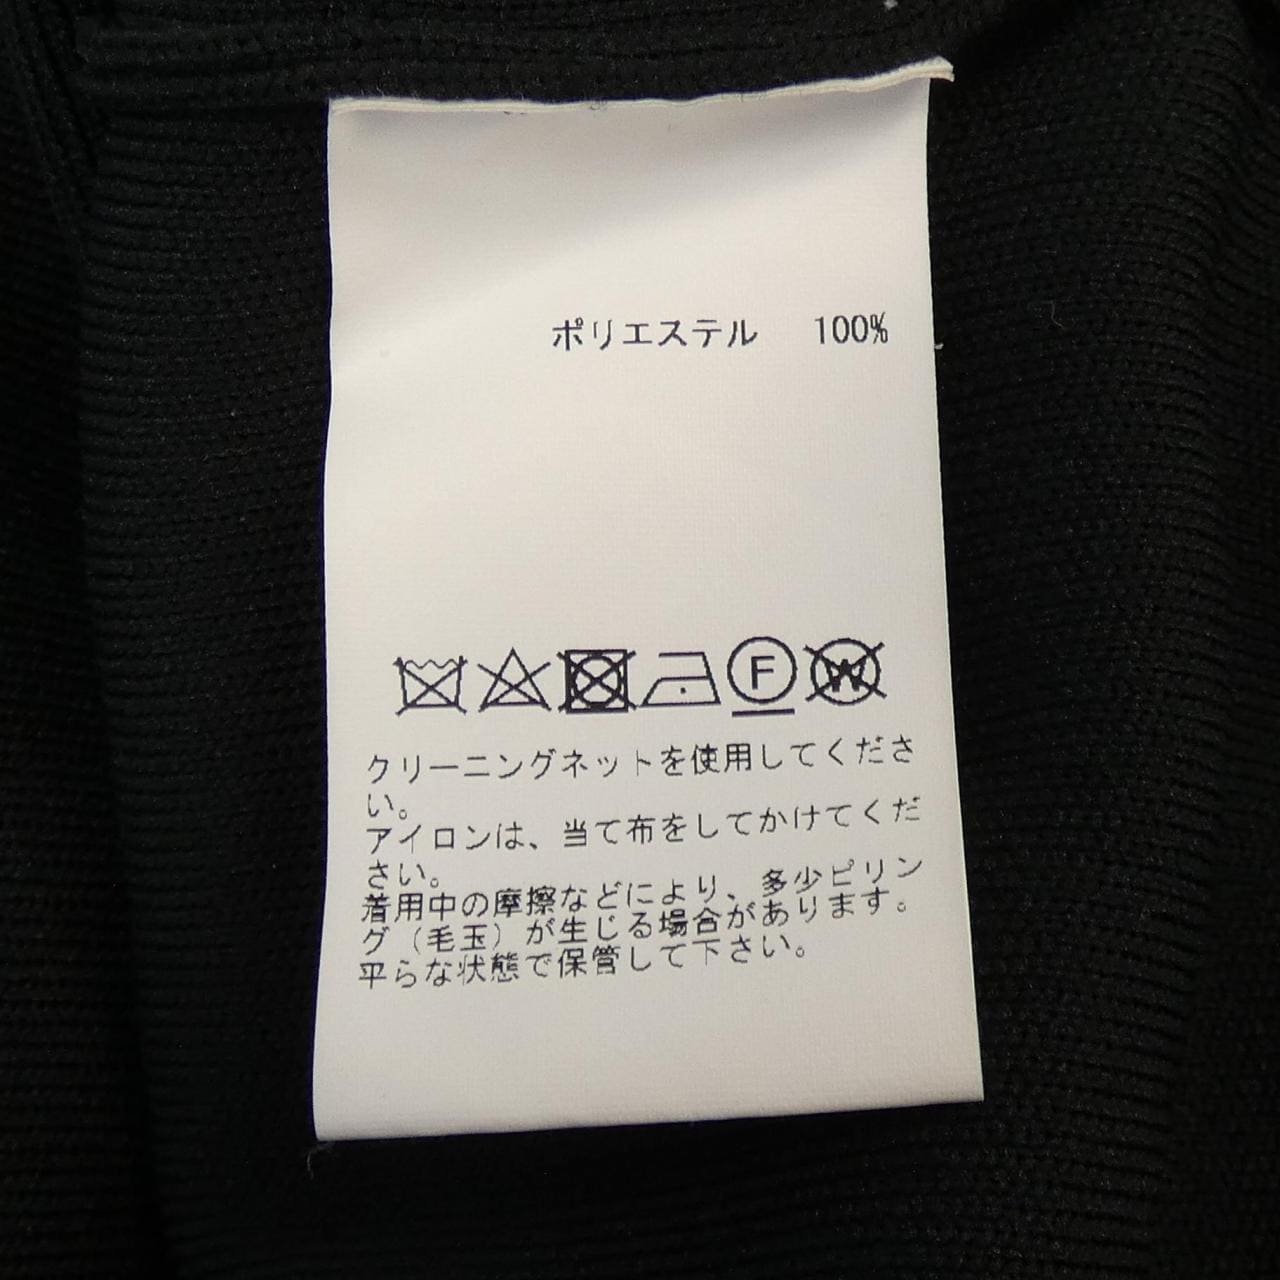 ポリエステル 100%
F W
クリーニングネットを使用してくださ
い。
アイロンは、当て布をしてかけてくだ
さい。
着用中の摩擦などにより、多少ピリン
グ（毛玉）が生じる場合があります。
平らな状態で保管して下さい。